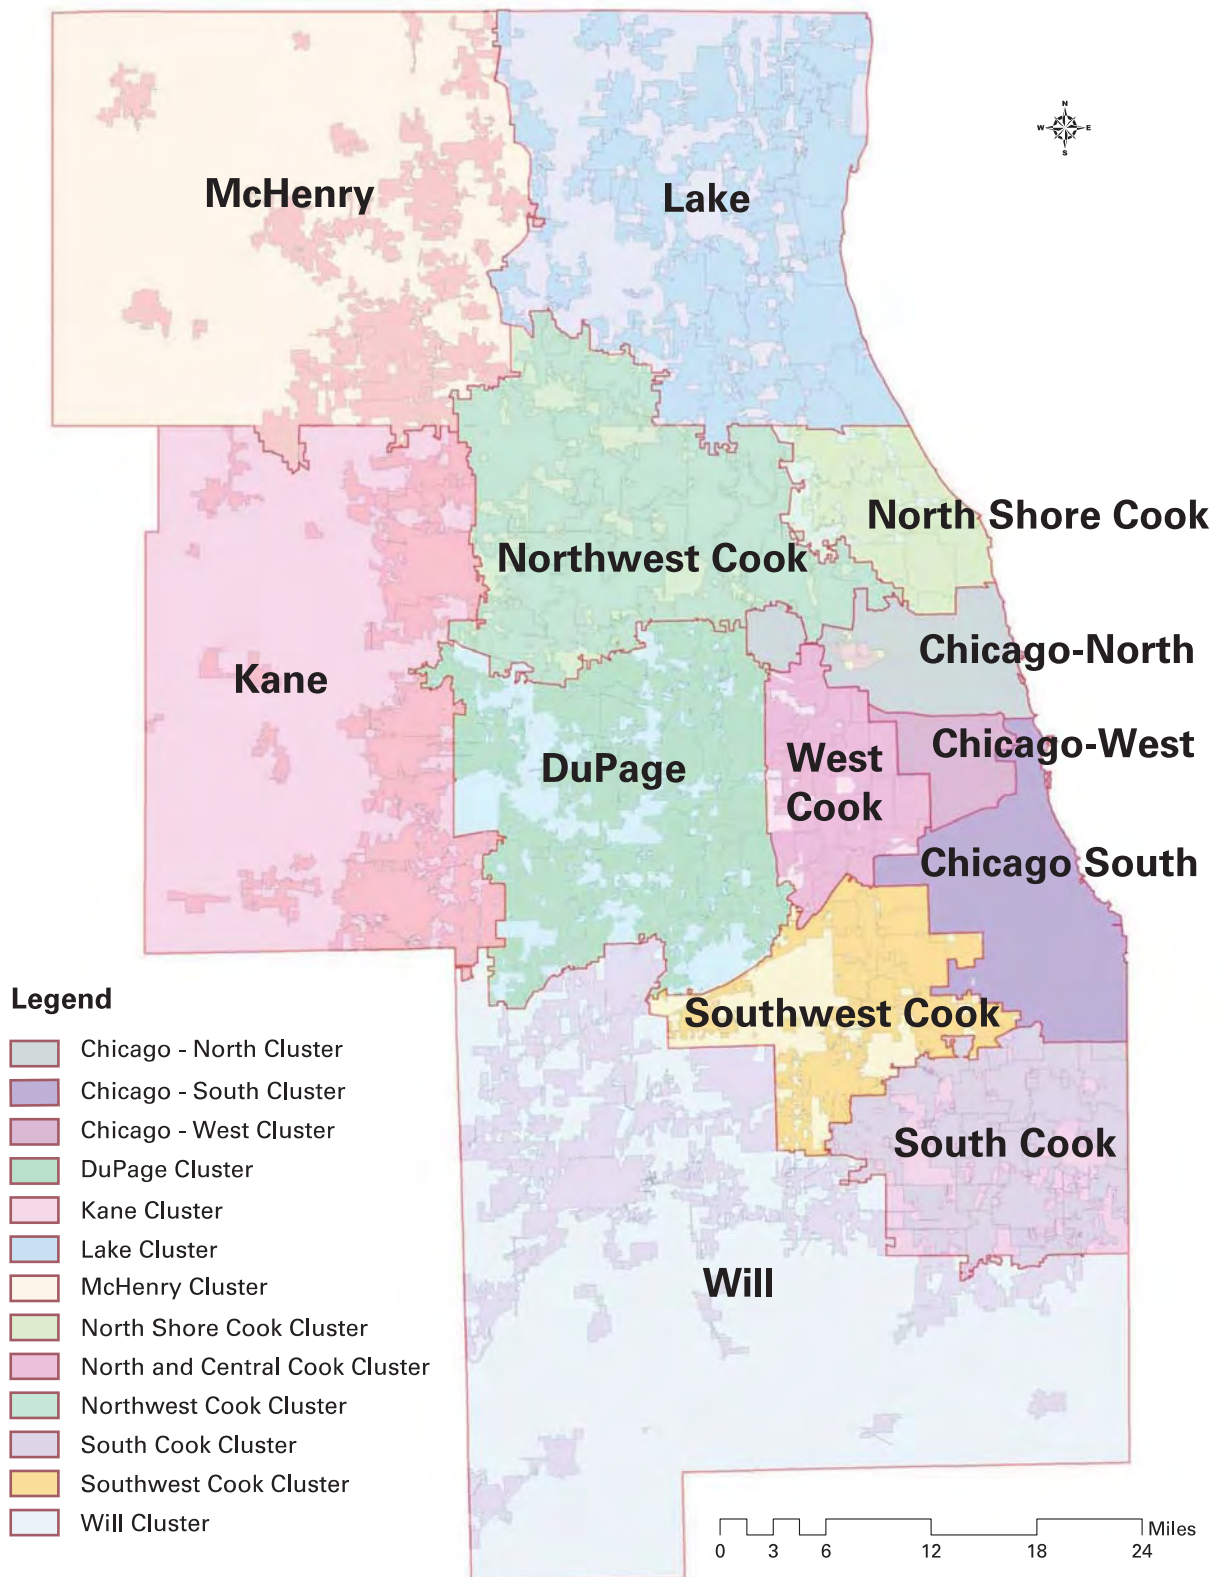 N
W E
S
McHenry
Lake
North Shore Cook
Northwest Cook
Chicago-North
Kane
Chicago-West
West
Cook
DuPage
Chicago South
Southwest Cook
South Cook
Will
Legend
Chicago - North Cluster
Chicago - South Cluster
Chicago - West Cluster
DuPage Cluster
Kane Cluster
Lake Cluster
McHenry Cluster
North Shore Cook Cluster
North and Central Cook Cluster
Northwest Cook Cluster
South Cook Cluster
Southwest Cook Cluster
Will Cluster
Miles
0 3 6 12 18 24